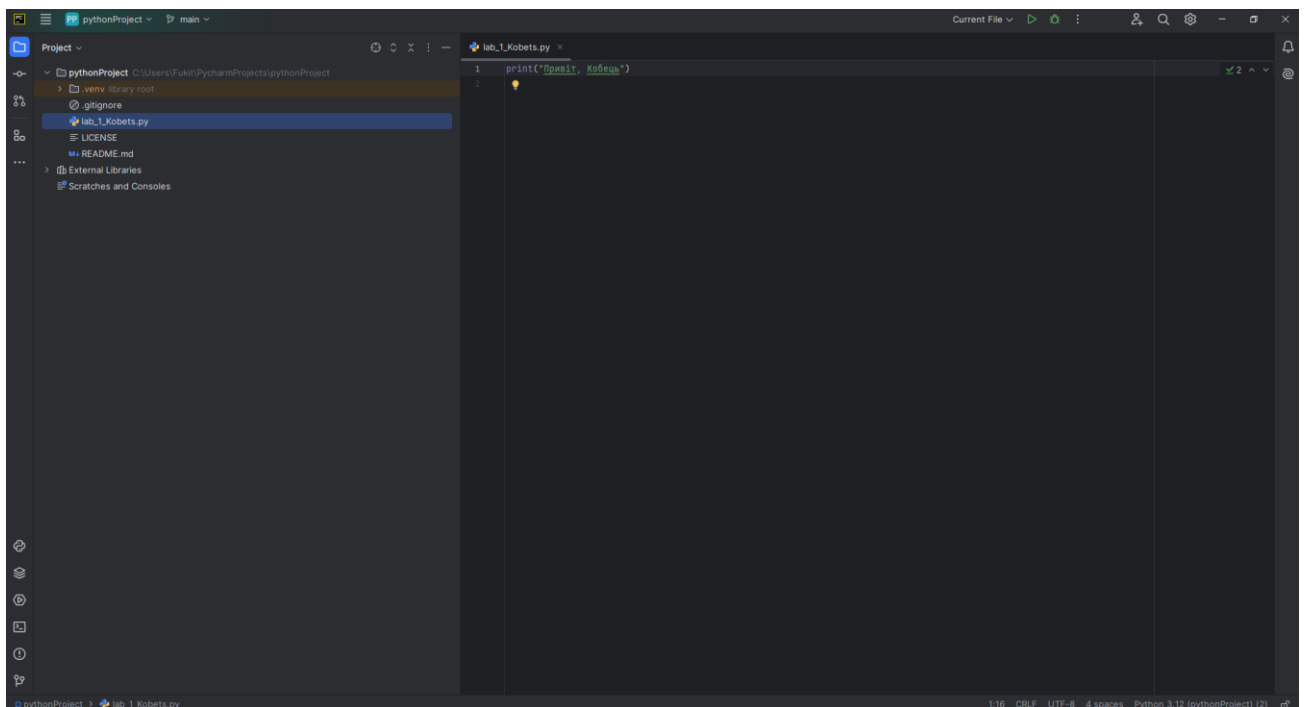 PC PP pythonProject main Current File
Project
lab_1_Kobets.py
pythonProject C:\Users\Fukit\PycharmProjects\pythonProject
.venv library root
.gitignore
lab_1_Kobets.py
LICENSE
M↓ README.md
External Libraries
Scratches and Consoles
1 print("Привіт, Кобець")
2
2
pythonProject > lab_1_Kobets.py 1:16 CRLF UTF-8 4 spaces Python 3.12 (pythonProject) (2)